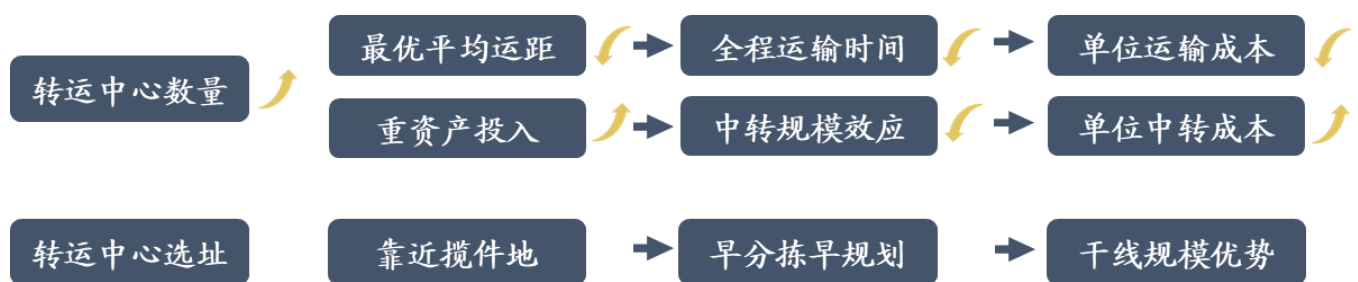 最优平均运距
全程运输时间
单位运输成本
转运中心数量
重资产投入
中转规模效应
单位中转成本
转运中心选址
靠近揽件地
早分拣早规划
干线规模优势